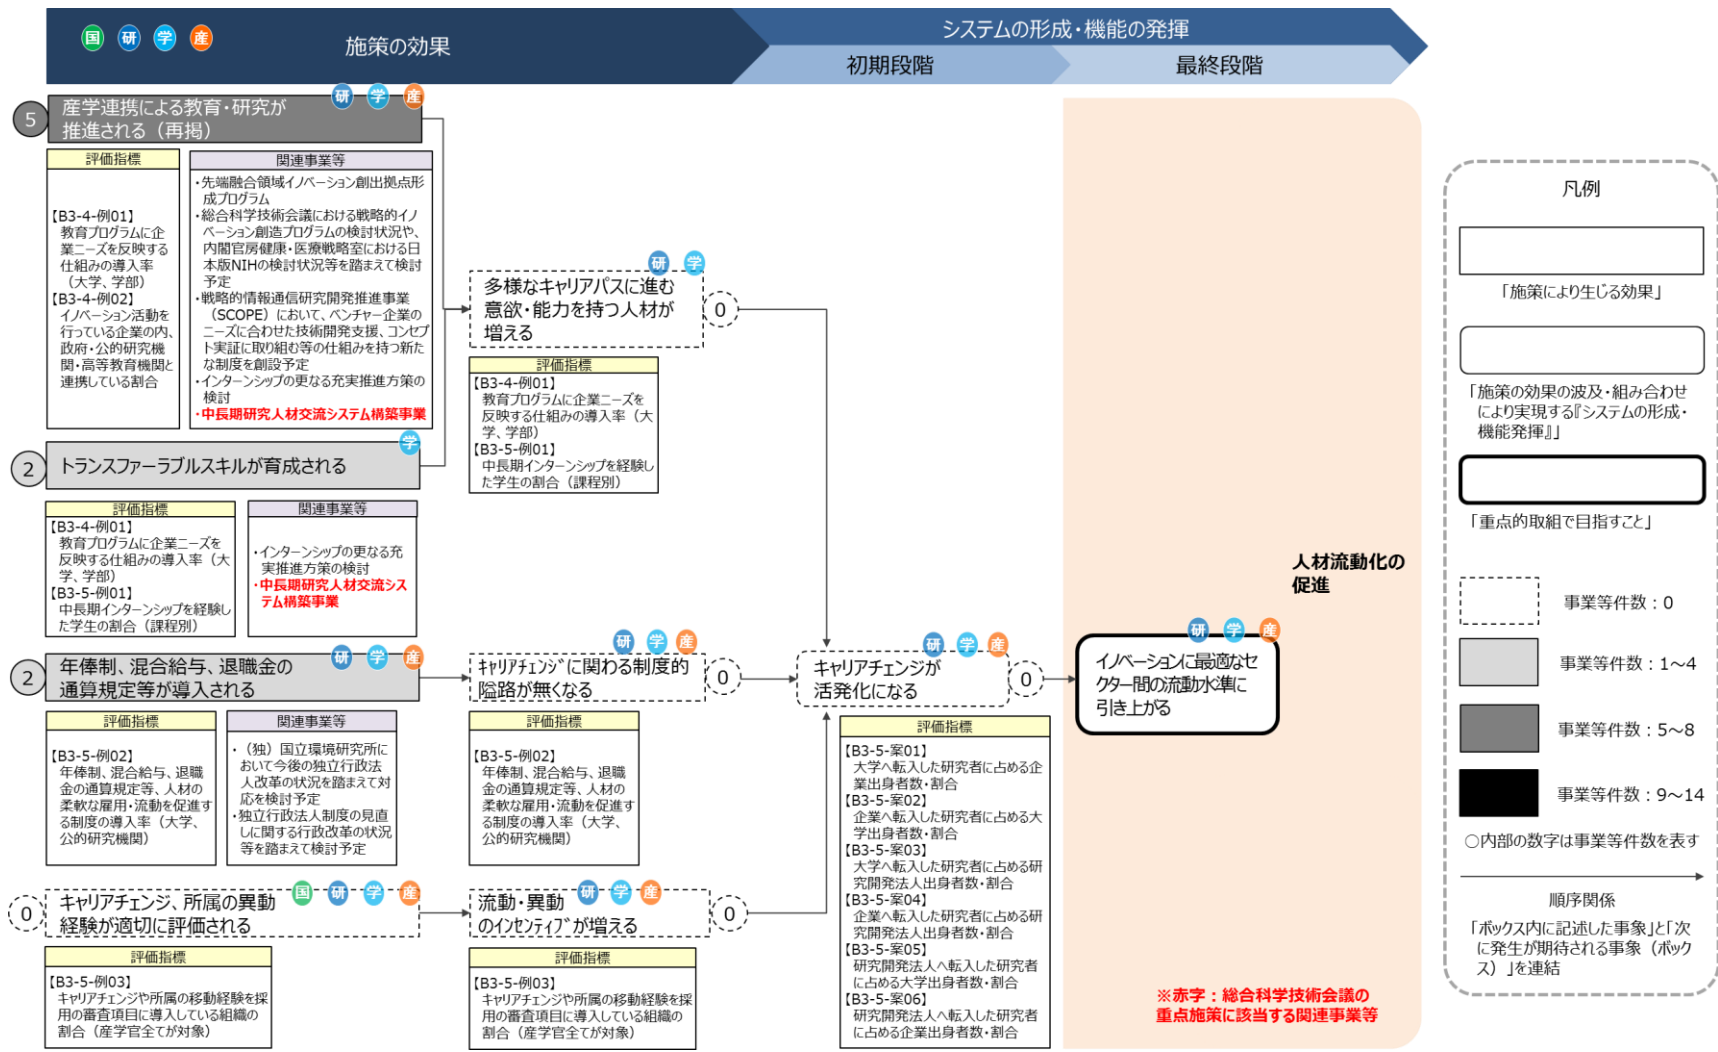 国 研 学 産
施策の効果
システムの形成・機能の発揮
初期段階
最終段階
研 学 産
5
産学連携による教育・研究が
推進される（再掲）
評価指標
【B3-4-例01】
教育プログラムに企
業ニーズを反映する
仕組みの導入率
（大学、学部）
【B3-4-例02】
イノベーション活動を
行っている企業の内、
政府・公的研究機
関・高等教育機関と
連携している割合
関連事業等
・先端融合領域イノベーション創出拠点形
成プログラム
・総合科学技術会議における戦略的イノ
ベーション創造プログラムの検討状況や、
内閣官房健康・医療戦略室における日
本版NIHの検討状況等を踏まえて検討
予定
・戦略的情報通信研究開発推進事業
（SCOPE）において、ベンチャー企業の
ニーズに合わせた技術開発支援、コンセプ
ト実証に取り組む等の仕組みを持つ新た
な制度を創設予定
・インターンシップの更なる充実推進方策の
検討
・中長期研究人材交流システム構築事業
学
2
トランスファーラブルスキルが育成される
評価指標
【B3-4-例01】
教育プログラムに企業ニーズを
反映する仕組みの導入率（大
学、学部）
【B3-5-例01】
中長期インターンシップを経験し
た学生の割合（課程別）
関連事業等
・インターンシップの更なる充
実推進方策の検討
・中長期研究人材交流シス
テム構築事業
研 学
多様なキャリアパスに進む
意欲・能力を持つ人材が
増える
0
評価指標
【B3-4-例01】
教育プログラムに企業ニーズを
反映する仕組みの導入率（大
学、学部）
【B3-5-例01】
中長期インターンシップを経験し
た学生の割合（課程別）
研 学 産
2
年俸制、混合給与、退職金の
通算規定等が導入される
評価指標
【B3-5-例02】
年俸制、混合給与、退職
金の通算規定等、人材の
柔軟な雇用・流動を促進す
る制度の導入率（大学、
公的研究機関）
関連事業等
・（独）国立環境研究所に
おいて今後の独立行政法
人改革の状況を踏まえて対
応を検討予定
・独立行政法人制度の見直
しに関する行政改革の状況
等を踏まえて検討予定
研 学 産
キャリアチェンジに関わる制度的
隘路が無くなる
0
評価指標
【B3-5-例02】
年俸制、混合給与、退職
金の通算規定等、人材の
柔軟な雇用・流動を促進す
る制度の導入率（大学、
公的研究機関）
国 研 学 産
0
キャリアチェンジ、所属の異動
経験が適切に評価される
評価指標
【B3-5-例03】
キャリアチェンジや所属の移動経験を採
用の審査項目に導入している組織の
割合（産学官全てが対象）
研 学 産
流動・異動
のインセンティブが増える
0
評価指標
【B3-5-例03】
キャリアチェンジや所属の移動経験を採
用の審査項目に導入している組織の
割合（産学官全てが対象）
研 学 産
キャリアチェンジが
活発化になる
0
評価指標
【B3-5-案01】
大学へ転入した研究者に占める企
業出身者数・割合
【B3-5-案02】
企業へ転入した研究者に占める大
学出身者数・割合
【B3-5-案03】
大学へ転入した研究者に占める研
究開発法人出身者数・割合
【B3-5-案04】
企業へ転入した研究者に占める研
究開発法人出身者数・割合
【B3-5-案05】
研究開発法人へ転入した研究者
に占める大学出身者数・割合
【B3-5-案06】
研究開発法人へ転入した研究者
に占める企業出身者数・割合
人材流動化の
促進
研 学 産
イノベーションに最適なセ
クター間の流動水準に
引き上がる
※赤字：総合科学技術会議の
重点施策に該当する関連事業等
凡例
「施策により生じる効果」
「施策の効果の波及・組み合わせ
により実現する『システムの形成・
機能発揮』」
「重点的取組で目指すこと」
事業等件数：0
事業等件数：1～4
事業等件数：5～8
事業等件数：9～14
○内部の数字は事業等件数を表す
順序関係
「ボックス内に記述した事象」と「次
に発生が期待される事象（ボック
ス）」を連結